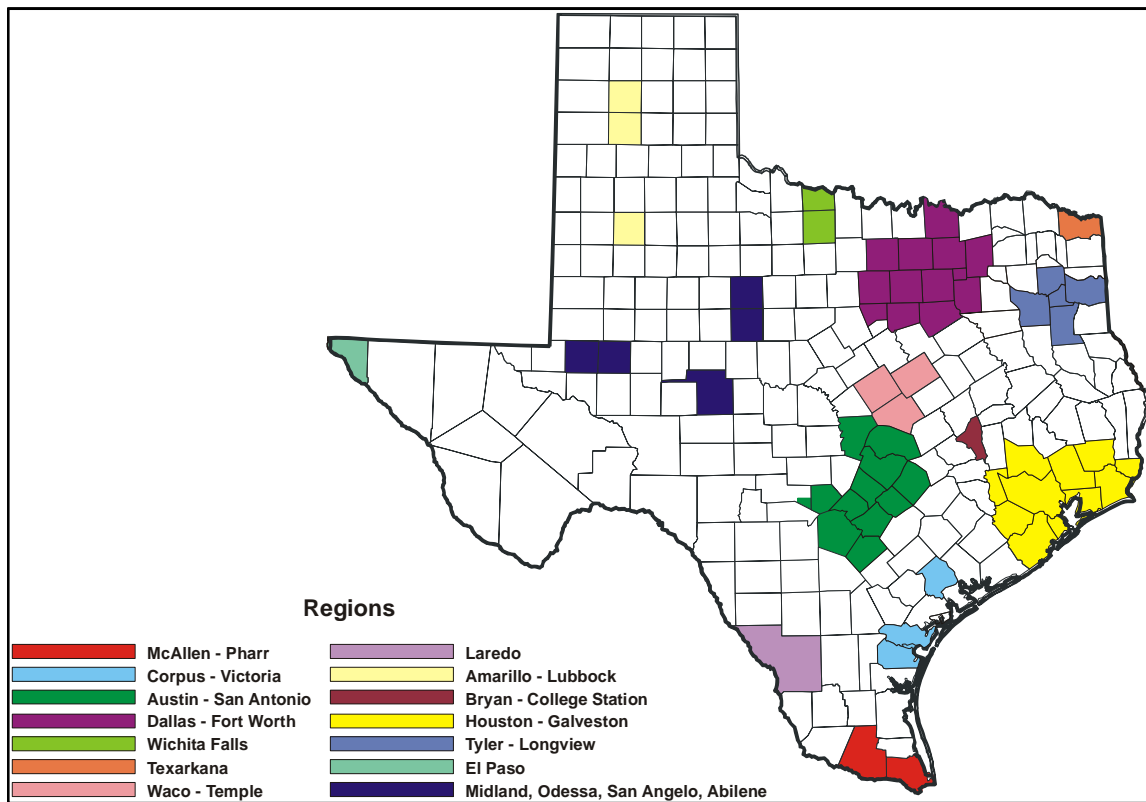 Regions
McAllen - Pharr
Corpus - Victoria
Austin - San Antonio
Dallas - Fort Worth
Wichita Falls
Texarkana
Waco - Temple
Laredo
Amarillo - Lubbock
Bryan - College Station
Houston - Galveston
Tyler - Longview
El Paso
Midland, Odessa, San Angelo, Abilene